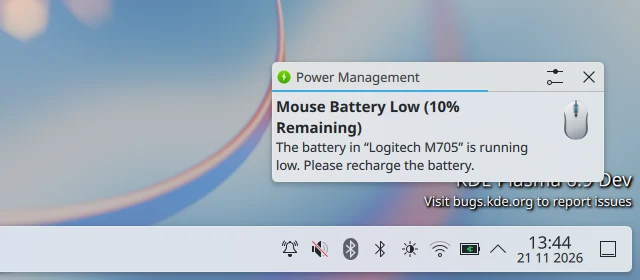 Power Management
Mouse Battery Low (10%
Remaining)
The battery in “Logitech M705” is running
low. Please recharge the battery.
KDE Plasma 6.5 Dev
Visit bugs.kde.org to report issues
13:44
21 11 2026